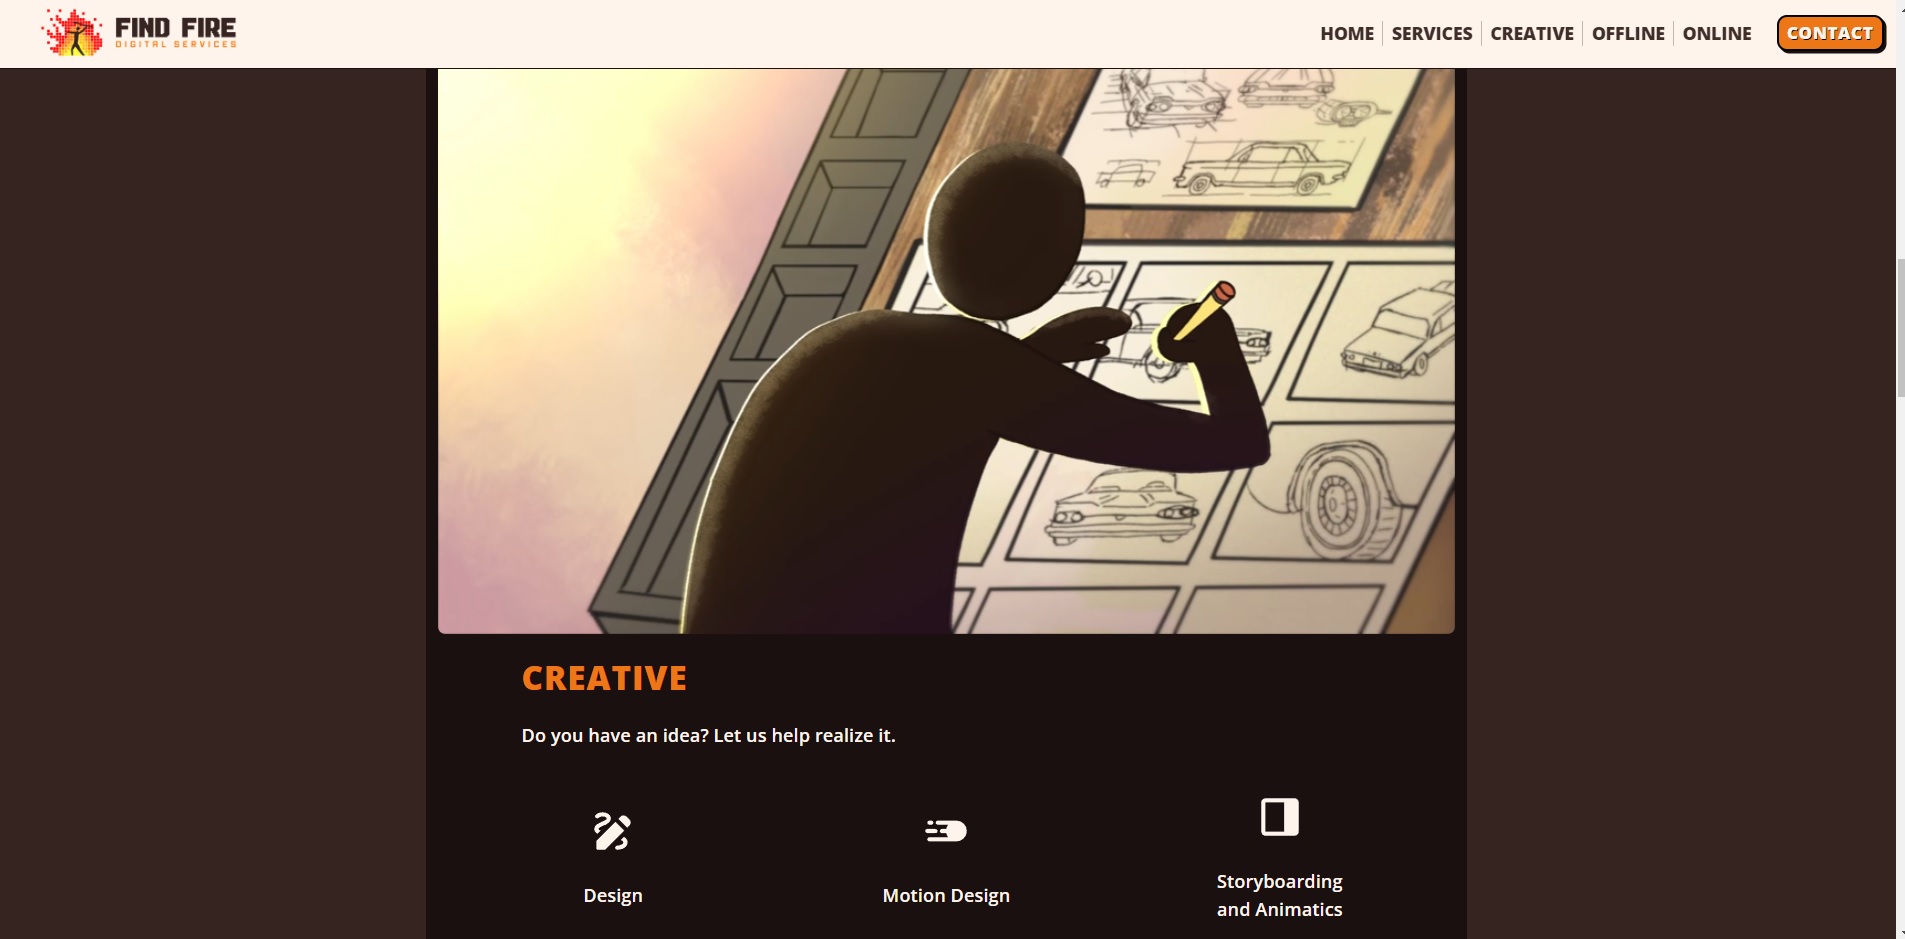 FIND FIRE
DIGITAL SERVICES
HOME
SERVICES
CREATIVE
OFFLINE
ONLINE
CONTACT
CREATIVE
Do you have an idea? Let us help realize it.
Design
Motion Design
Storyboarding
and Animatics